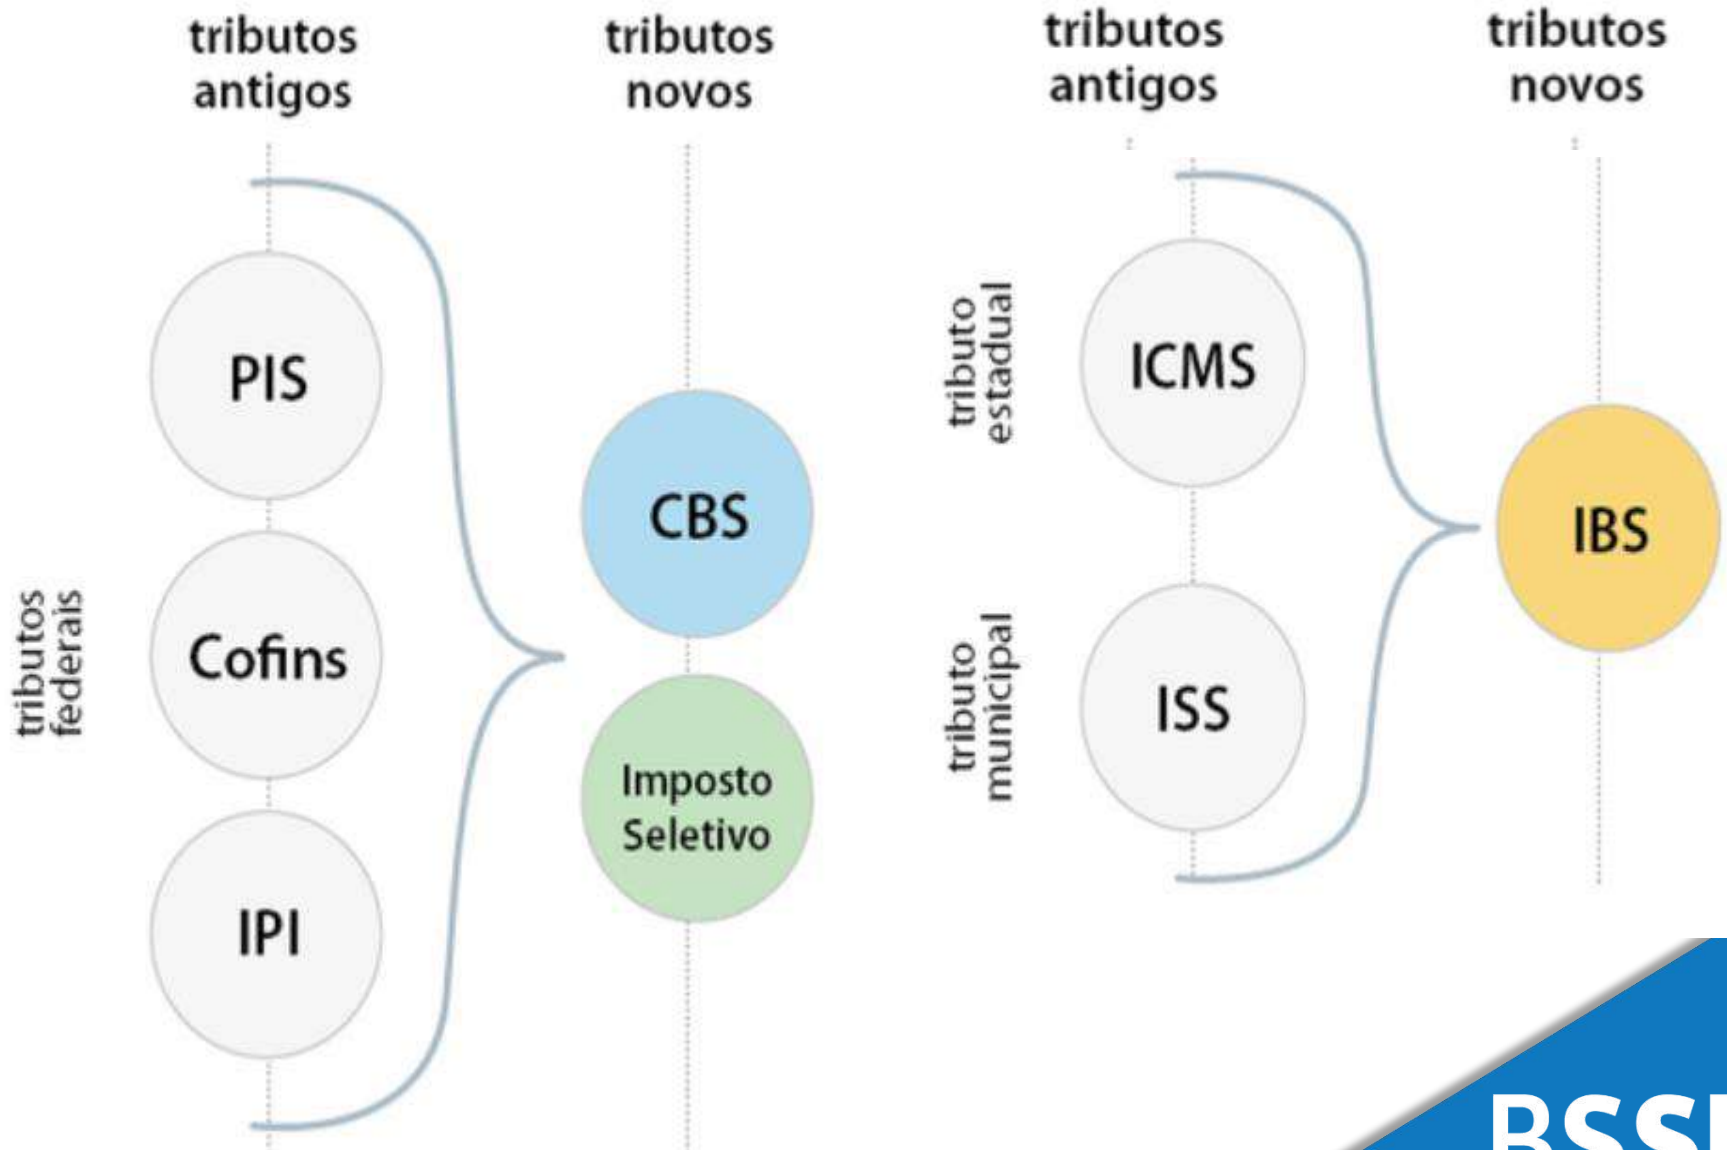 tributos
antigos
tributos
novos
tributos
federais
PIS
Cofins
IPI
CBS
Imposto
Seletivo
tributos
antigos
tributos
novos
tributo
estadual
tributo
municipal
ICMS
ISS
IBS